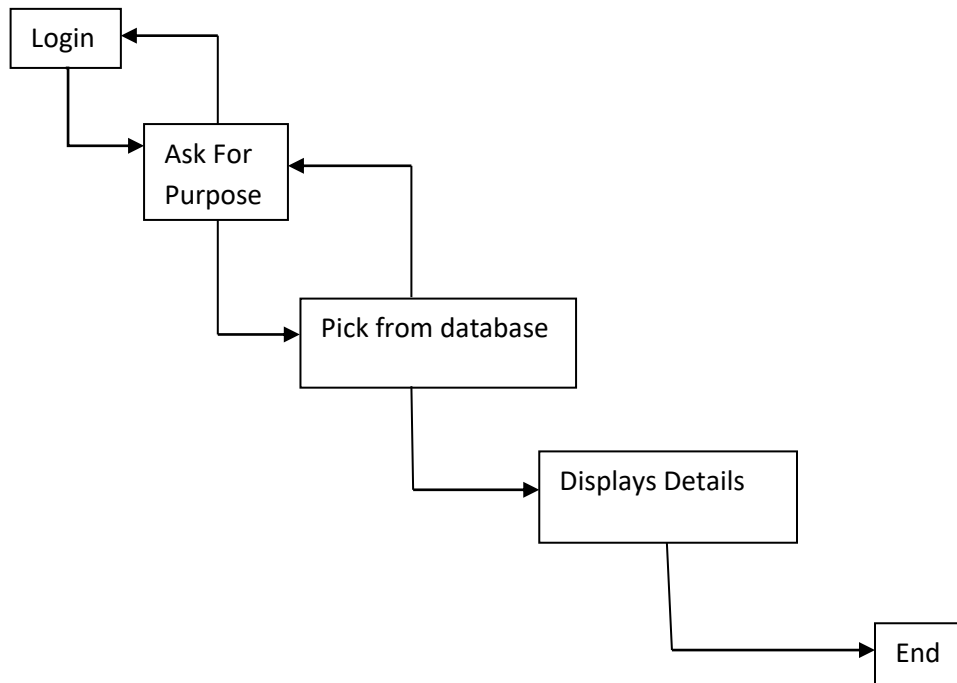 Login
Ask For
Purpose
Pick from database
Displays Details
End